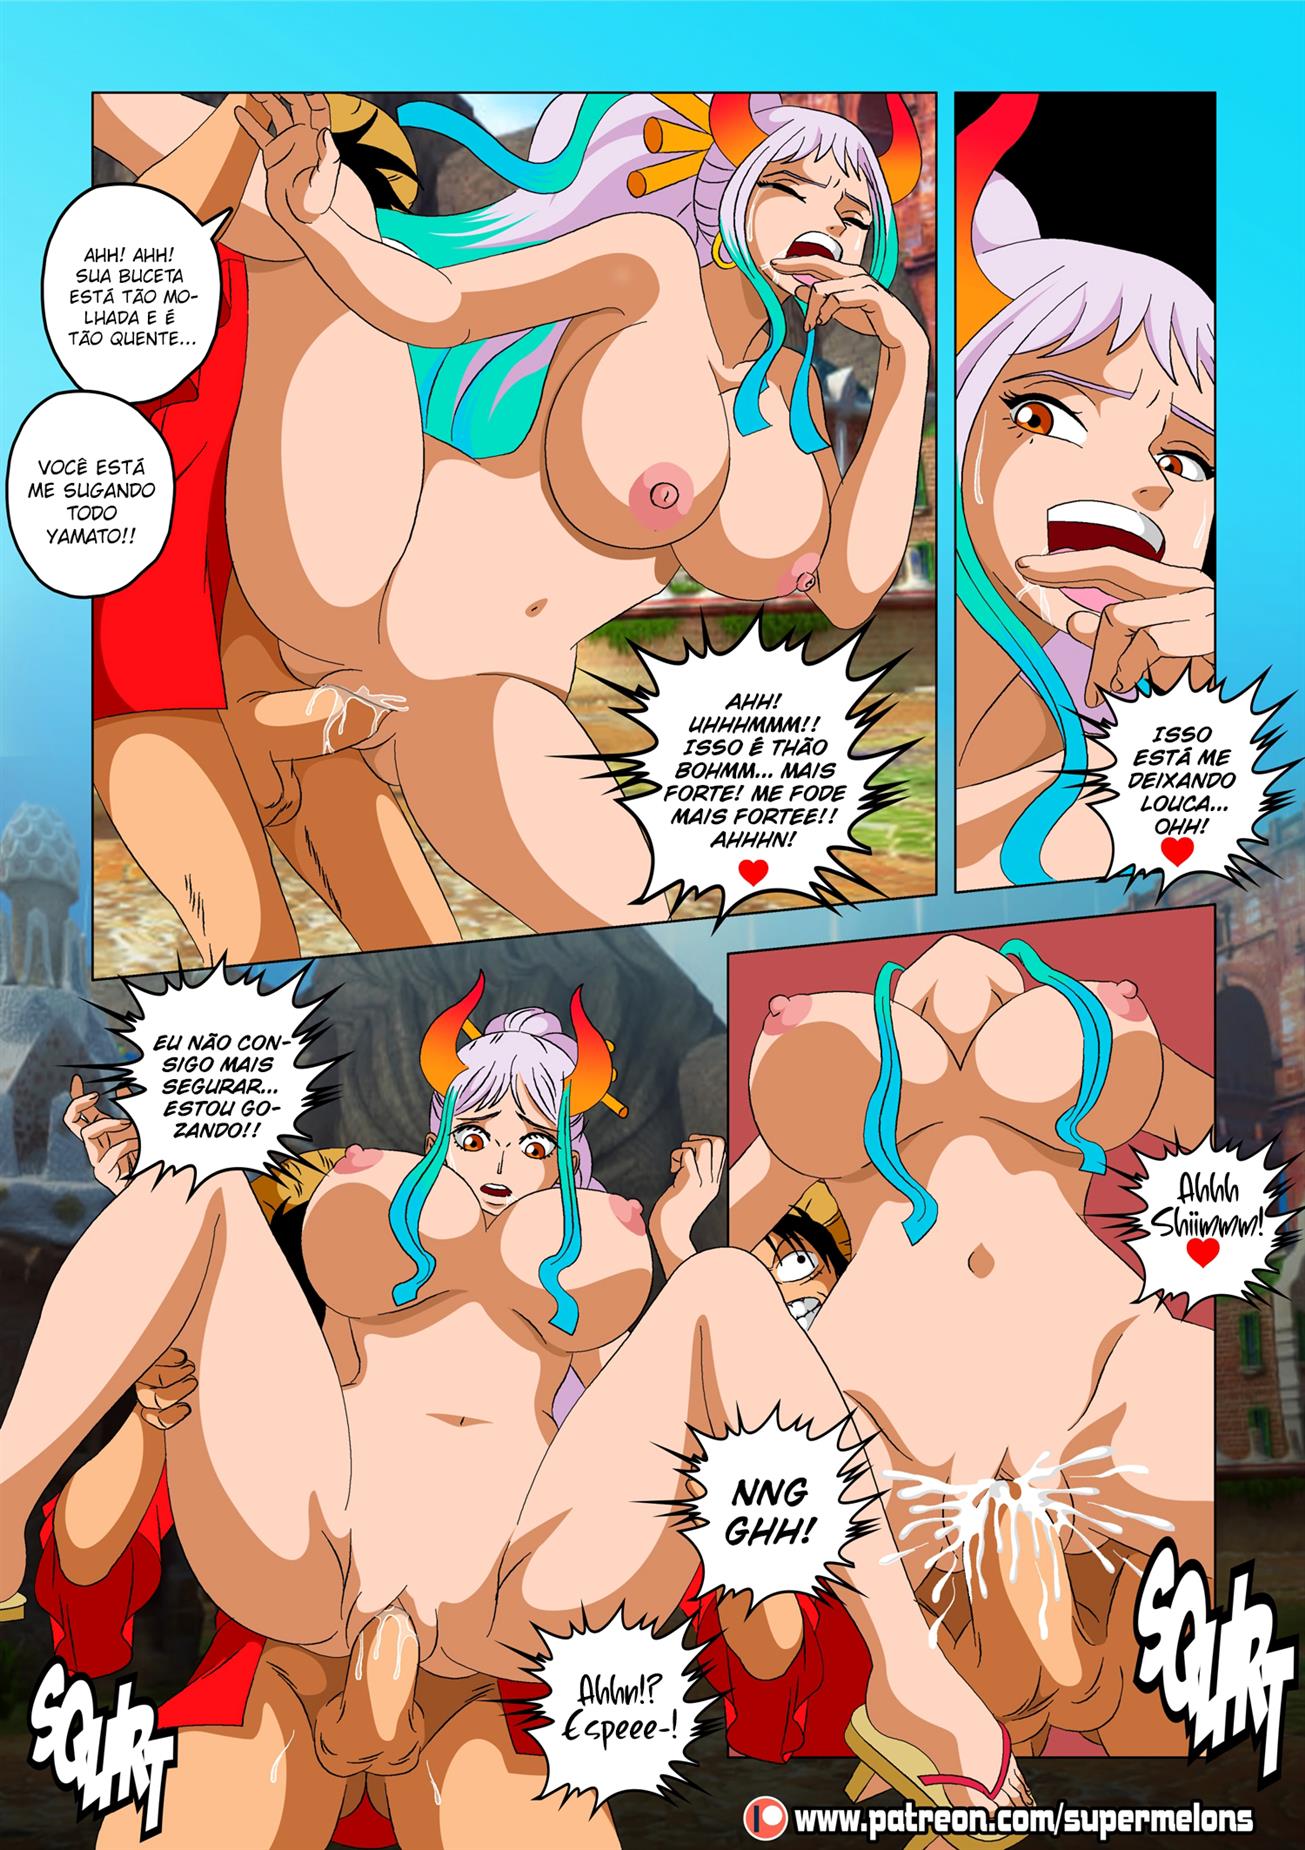 AHH! AHH!
SUA BUCETA
ESTÁ TÃO MO-
LHADA E É
TÃO QUENTE...
VOCÊ ESTÁ
ME SUGANDO
TODO
YAMATO!!
AHH!
UHHHMMM!!
ISSO É THÃO
BOHMM... MAIS
FORTE! ME FODE
MAIS FORTEE!!
AHHHN!
ISSO
ESTÁ ME
DEIXANDO
LOUCA...
OHH!
EU NÃO CON-
SIGO MAIS
SEGURAR...
ESTOU GO-
ZANDO!!
Ahhh
Shiimmm!
NNG
GHH!
Ahhn!?
Espeee-!
SQURT
SQURT
www.patreon.com/supermelons